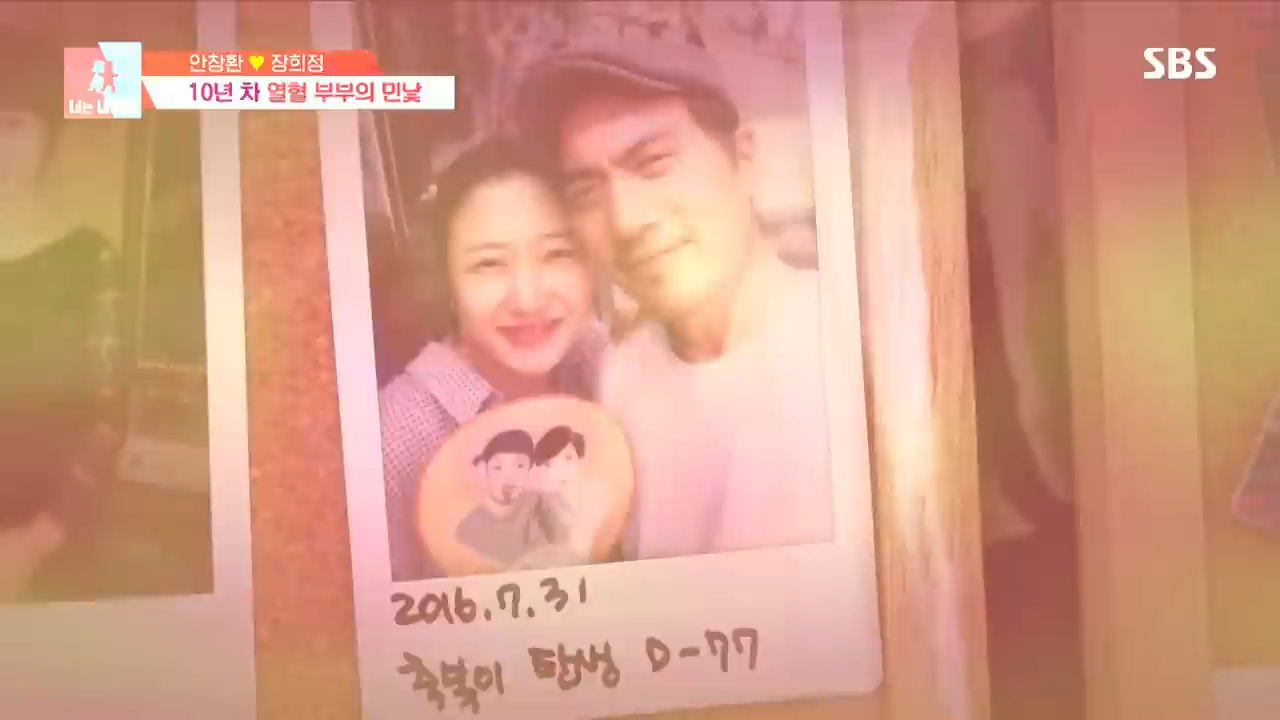 안창환 💛 장희정
10년 차 열혈 부부의 민낯
SBS
2016.7.31
축복이 탄생 D-77